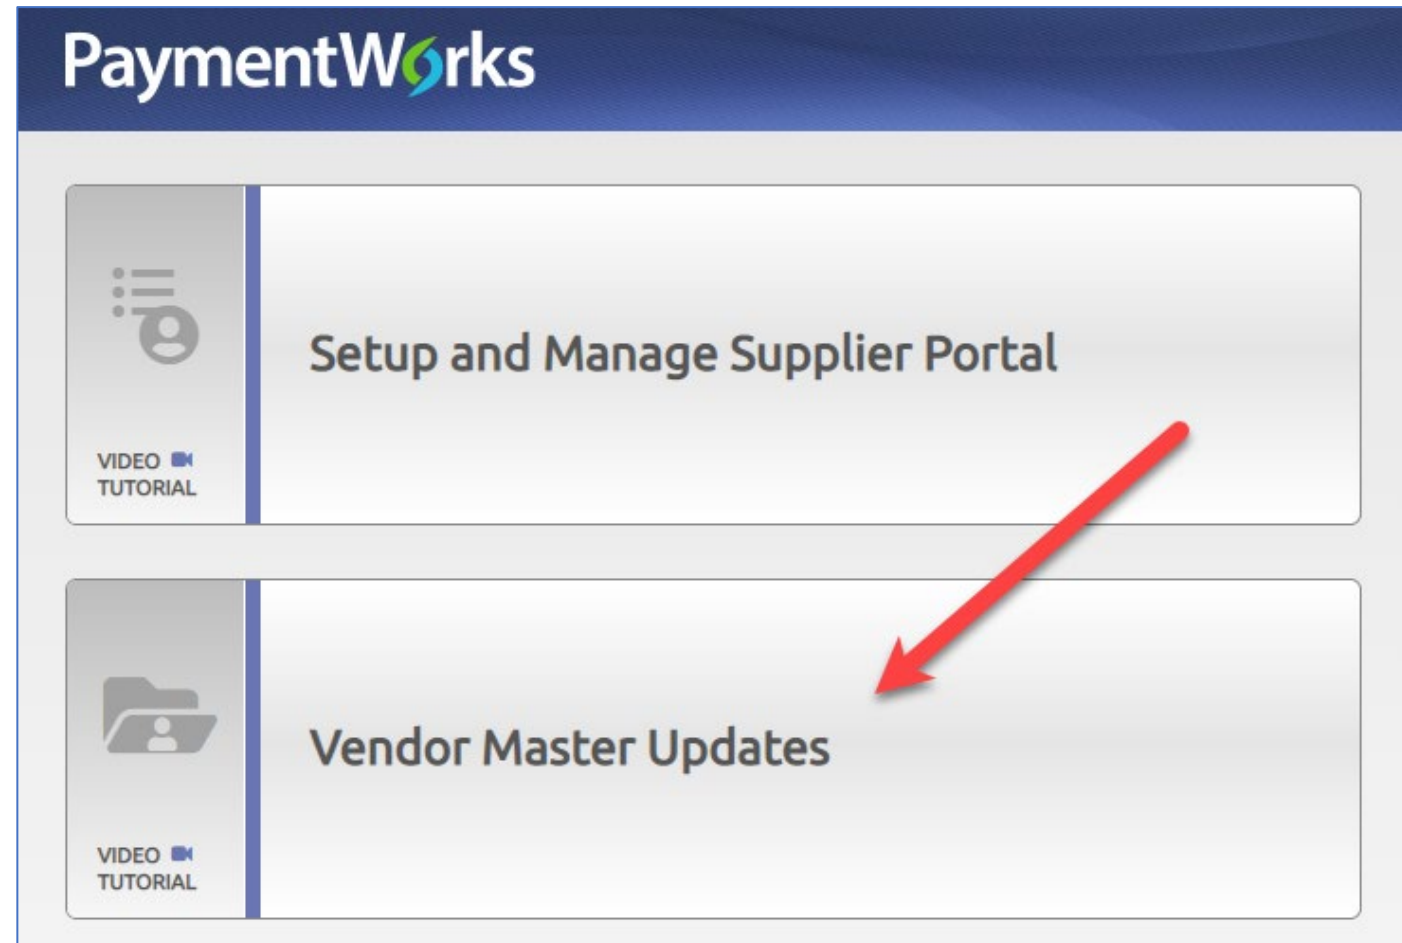 PaymentWorks
Setup and Manage Supplier Portal
VIDEO
TUTORIAL
Vendor Master Updates
VIDEO
TUTORIAL